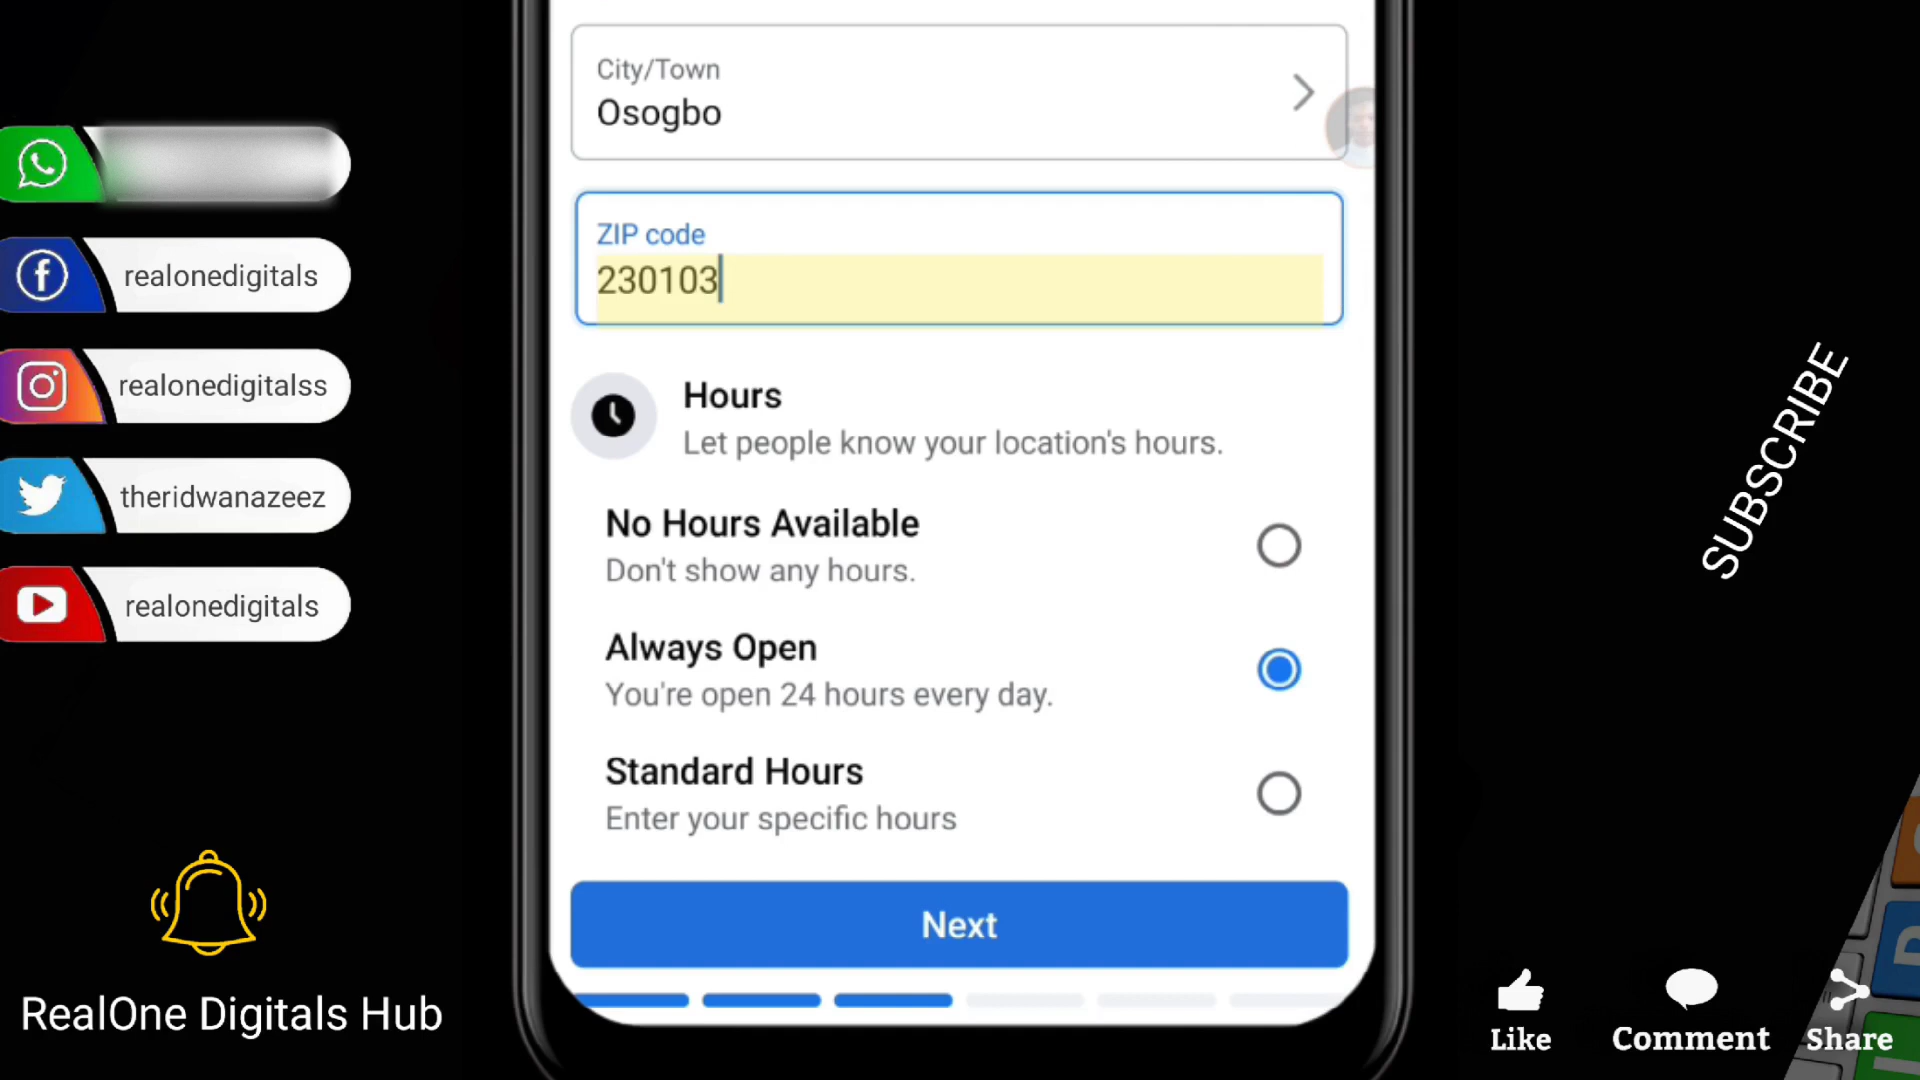 City/Town
Osogbo
ZIP code
230103
Hours
Let people know your location's hours.
No Hours Available
Don't show any hours.
Always Open
You're open 24 hours every day.
Standard Hours
Enter your specific hours
Next
realonedigitals
realonedigitalss
theridwanazeez
realonedigitals
RealOne Digitals Hub
SUBSCRIBE
Like
Comment
Share